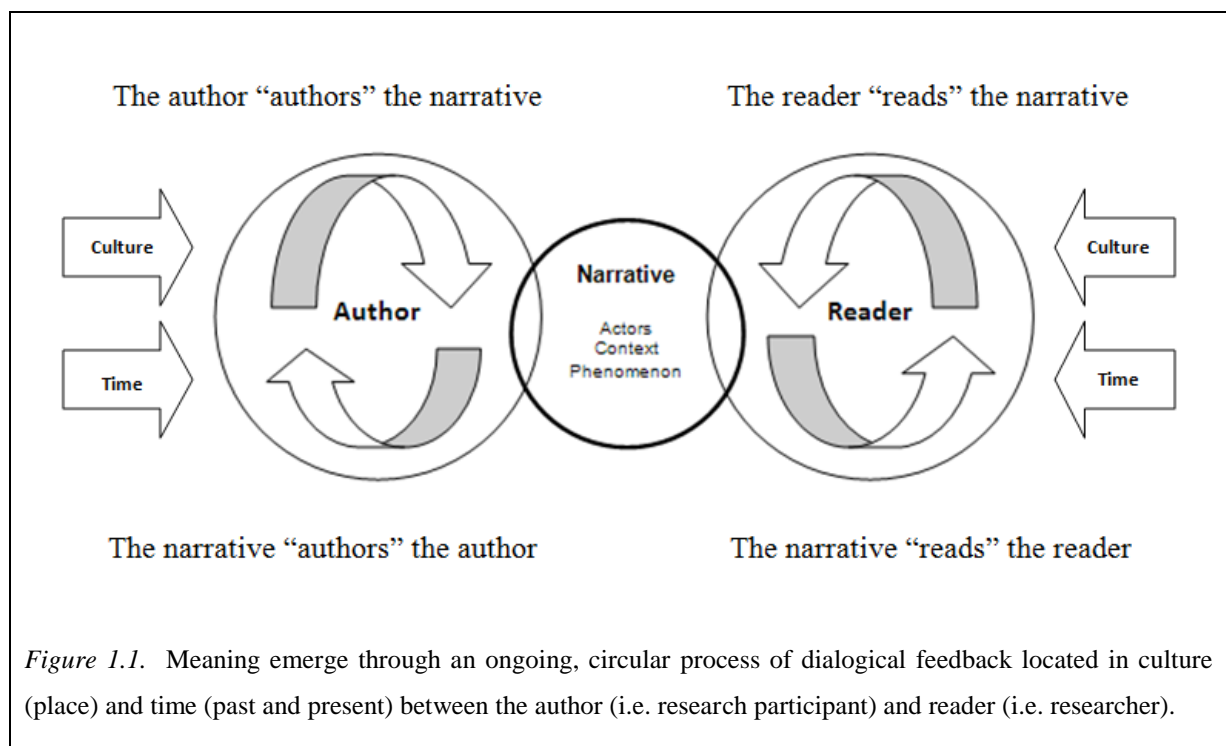 The author “authors” the narrative
The reader “reads” the narrative
Culture
Time
Author
Narrative
Actors
Context
Phenomenon
Reader
Culture
Time
The narrative “authors” the author
The narrative “reads” the reader
Figure 1.1. Meaning emerge through an ongoing, circular process of dialogical feedback located in culture
(place) and time (past and present) between the author (i.e. research participant) and reader (i.e. researcher).